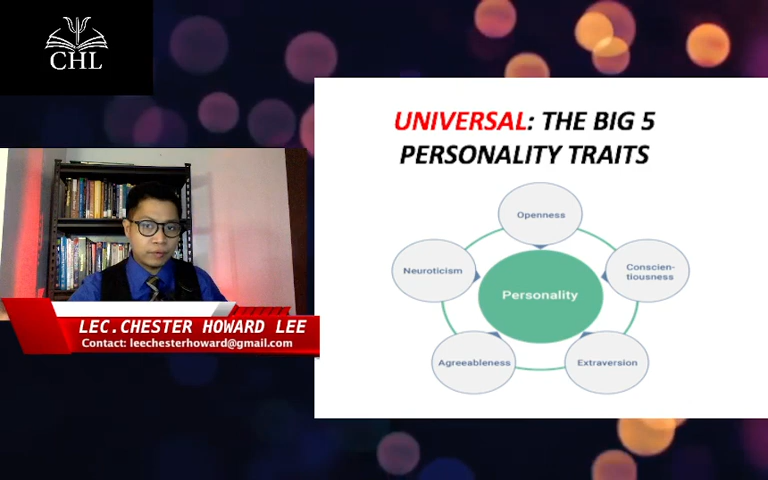 CHL
UNIVERSAL: THE BIG 5
PERSONALITY TRAITS
Openness
Neuroticism
Conscien-
tiousness
Personality
Agreeableness
Extraversion
LEC.CHESTER HOWARD LEE
Contact: leechesterhoward@gmail.com